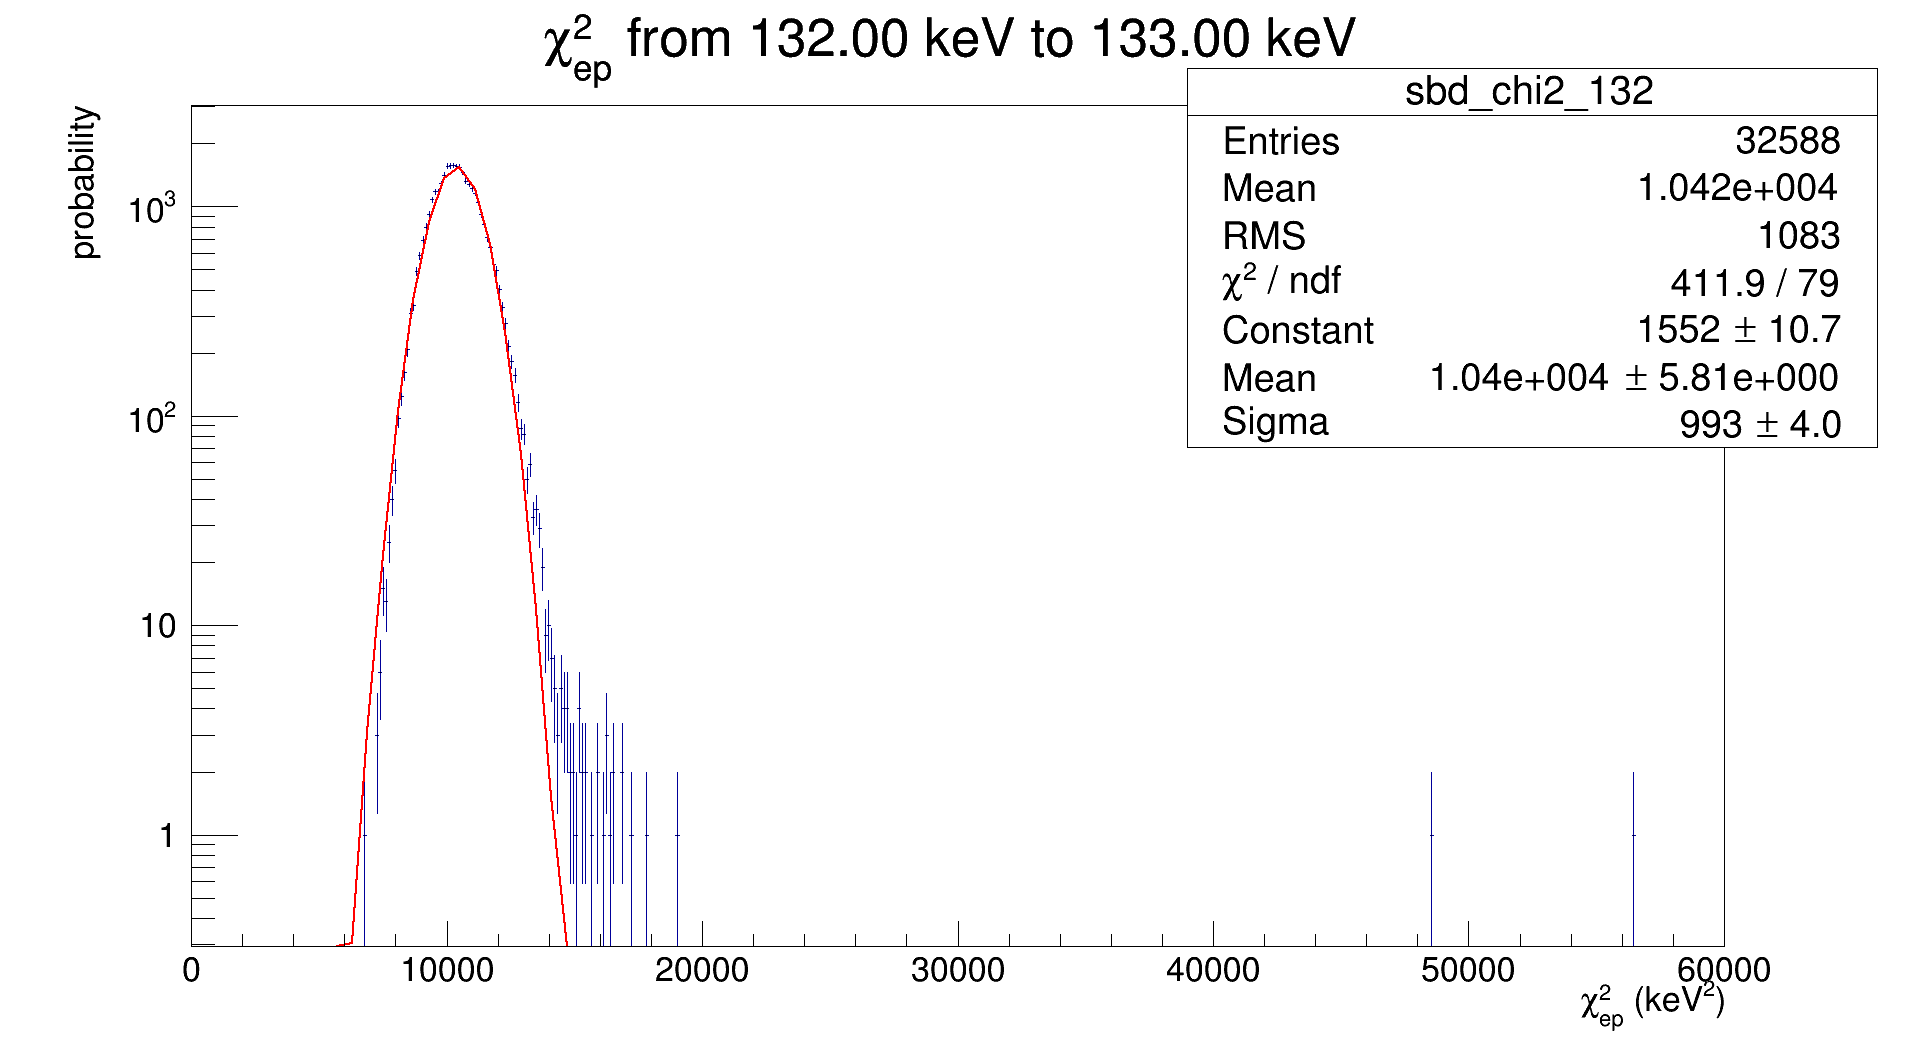 χ²ep from 132.00 keV to 133.00 keV
sbd_chi2_132
Entries 32588
Mean 1.042e+004
RMS 1083
χ² / ndf 411.9 / 79
Constant 1552 ± 10.7
Mean 1.04e+004 ± 5.81e+000
Sigma 993 ± 4.0
probability
10³
10²
10
1
0 10000 20000 30000 40000 50000 60000
χ²ep (keV²)